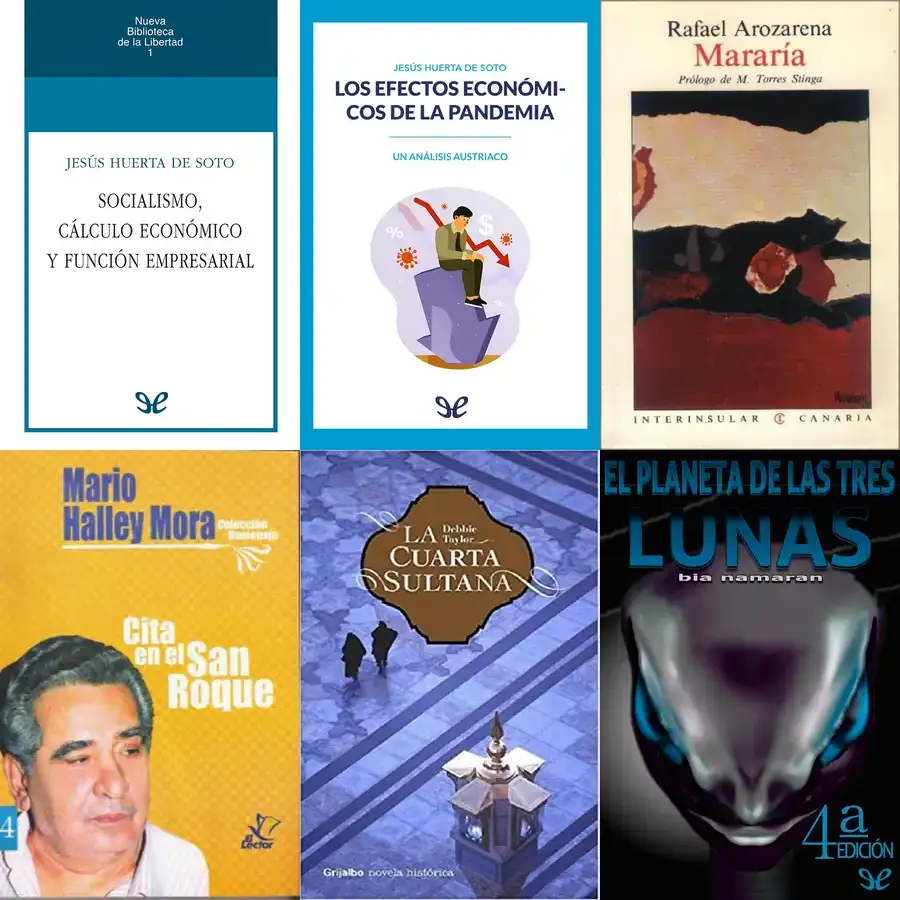 Nueva
Biblioteca
de la Libertad
1
JESÚS HUERTA DE SOTO
SOCIALISMO,
CÁLCULO ECONÓMICO
Y FUNCIÓN EMPRESARIAL
JESÚS HUERTA DE SOTO
LOS EFECTOS ECONÓMI-
COS DE LA PANDEMIA
UN ANÁLISIS AUSTRIACO
%
$
Rafael Arozarena
Mararía
Prólogo de M. Torres Stinga
INTERINSULAR CANARIA
Mario
Halley Mora
Colección
Homenaje
Cita
en el San
Roque
4
El Lector
Debbie
Taylor
LA
CUARTA
SULTANA
Grijalbo novela histórica
EL PLANETA DE LAS TRES
LUNAS
bia namaran
4a
EDICIÓN